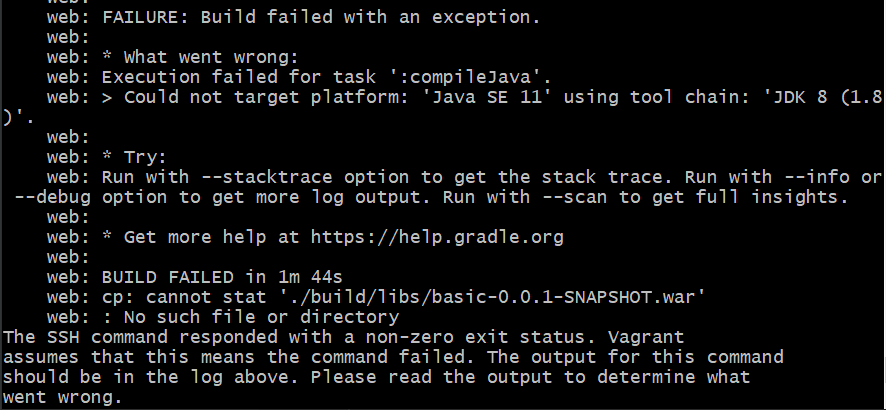 web:
web: FAILURE: Build failed with an exception.
web:
web: * What went wrong:
web: Execution failed for task ':compileJava'.
web: > Could not target platform: 'Java SE 11' using tool chain: 'JDK 8 (1.8
)'.
web:
web: * Try:
web: Run with --stacktrace option to get the stack trace. Run with --info or
--debug option to get more log output. Run with --scan to get full insights.
web:
web: * Get more help at https://help.gradle.org
web:
web: BUILD FAILED in 1m 44s
web: cp: cannot stat './build/libs/basic-0.0.1-SNAPSHOT.war'
web: : No such file or directory
The SSH command responded with a non-zero exit status. Vagrant
assumes that this means the command failed. The output for this command
should be in the log above. Please read the output to determine what
went wrong.